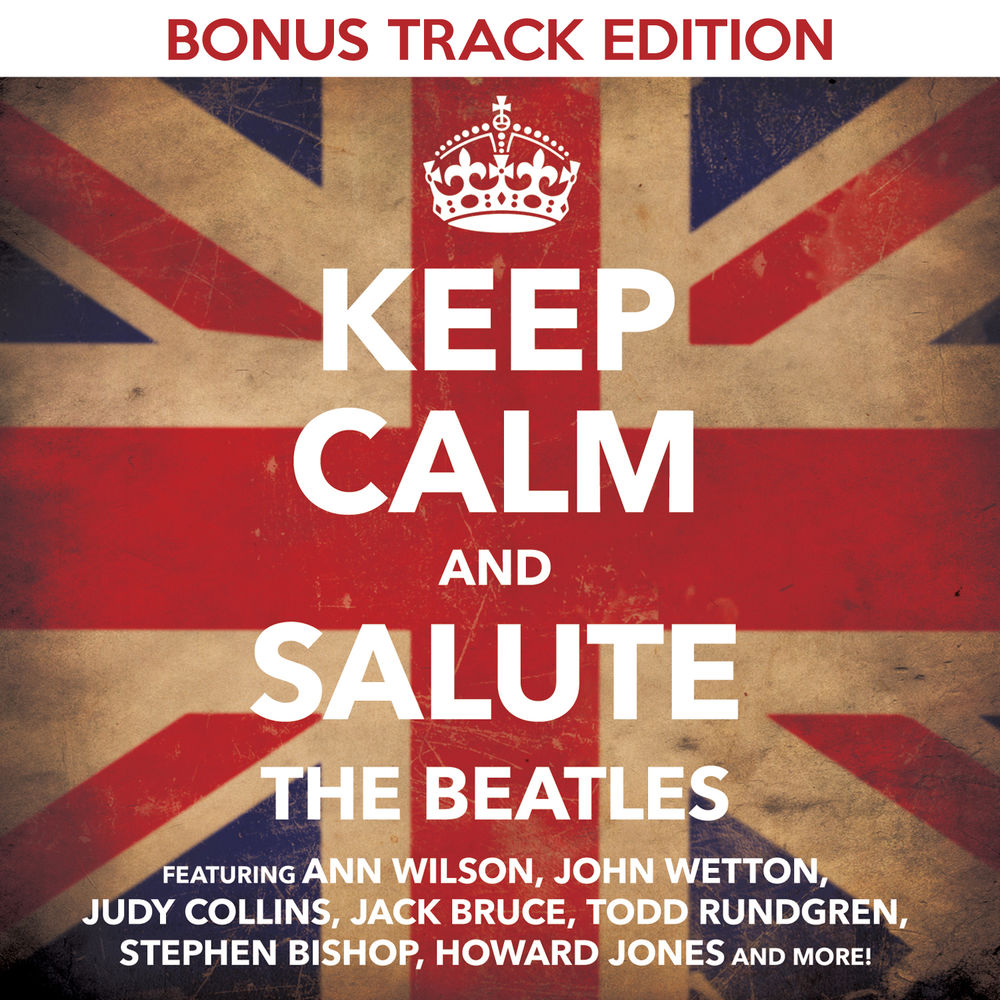 BONUS TRACK EDITION
KEEP
CALM
AND
SALUTE
THE BEATLES
FEATURING ANN WILSON, JOHN WETTON,
JUDY COLLINS, JACK BRUCE, TODD RUNDGREN,
STEPHEN BISHOP, HOWARD JONES AND MORE!